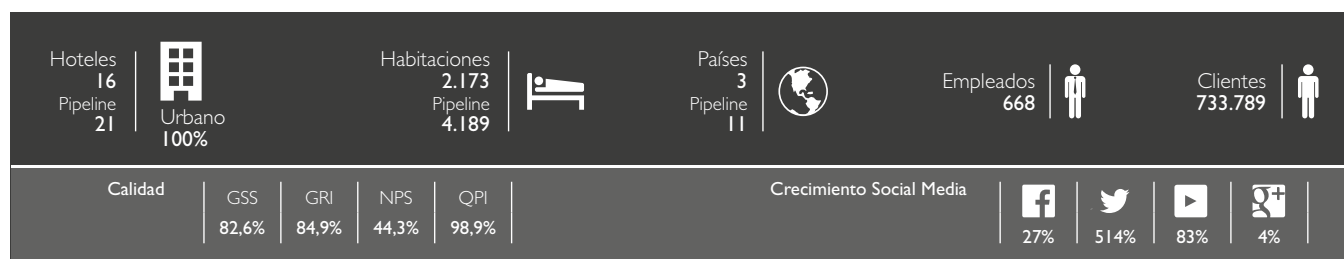 Hoteles
16
Pipeline
21
Urbano
100%
Habitaciones
2.173
Pipeline
4.189
Países
3
Pipeline
11
Empleados
668
Clientes
733.789
Calidad
GSS
82,6%
GRI
84,9%
NPS
44,3%
QPI
98,9%
Crecimiento Social Media
27%
514%
83%
4%